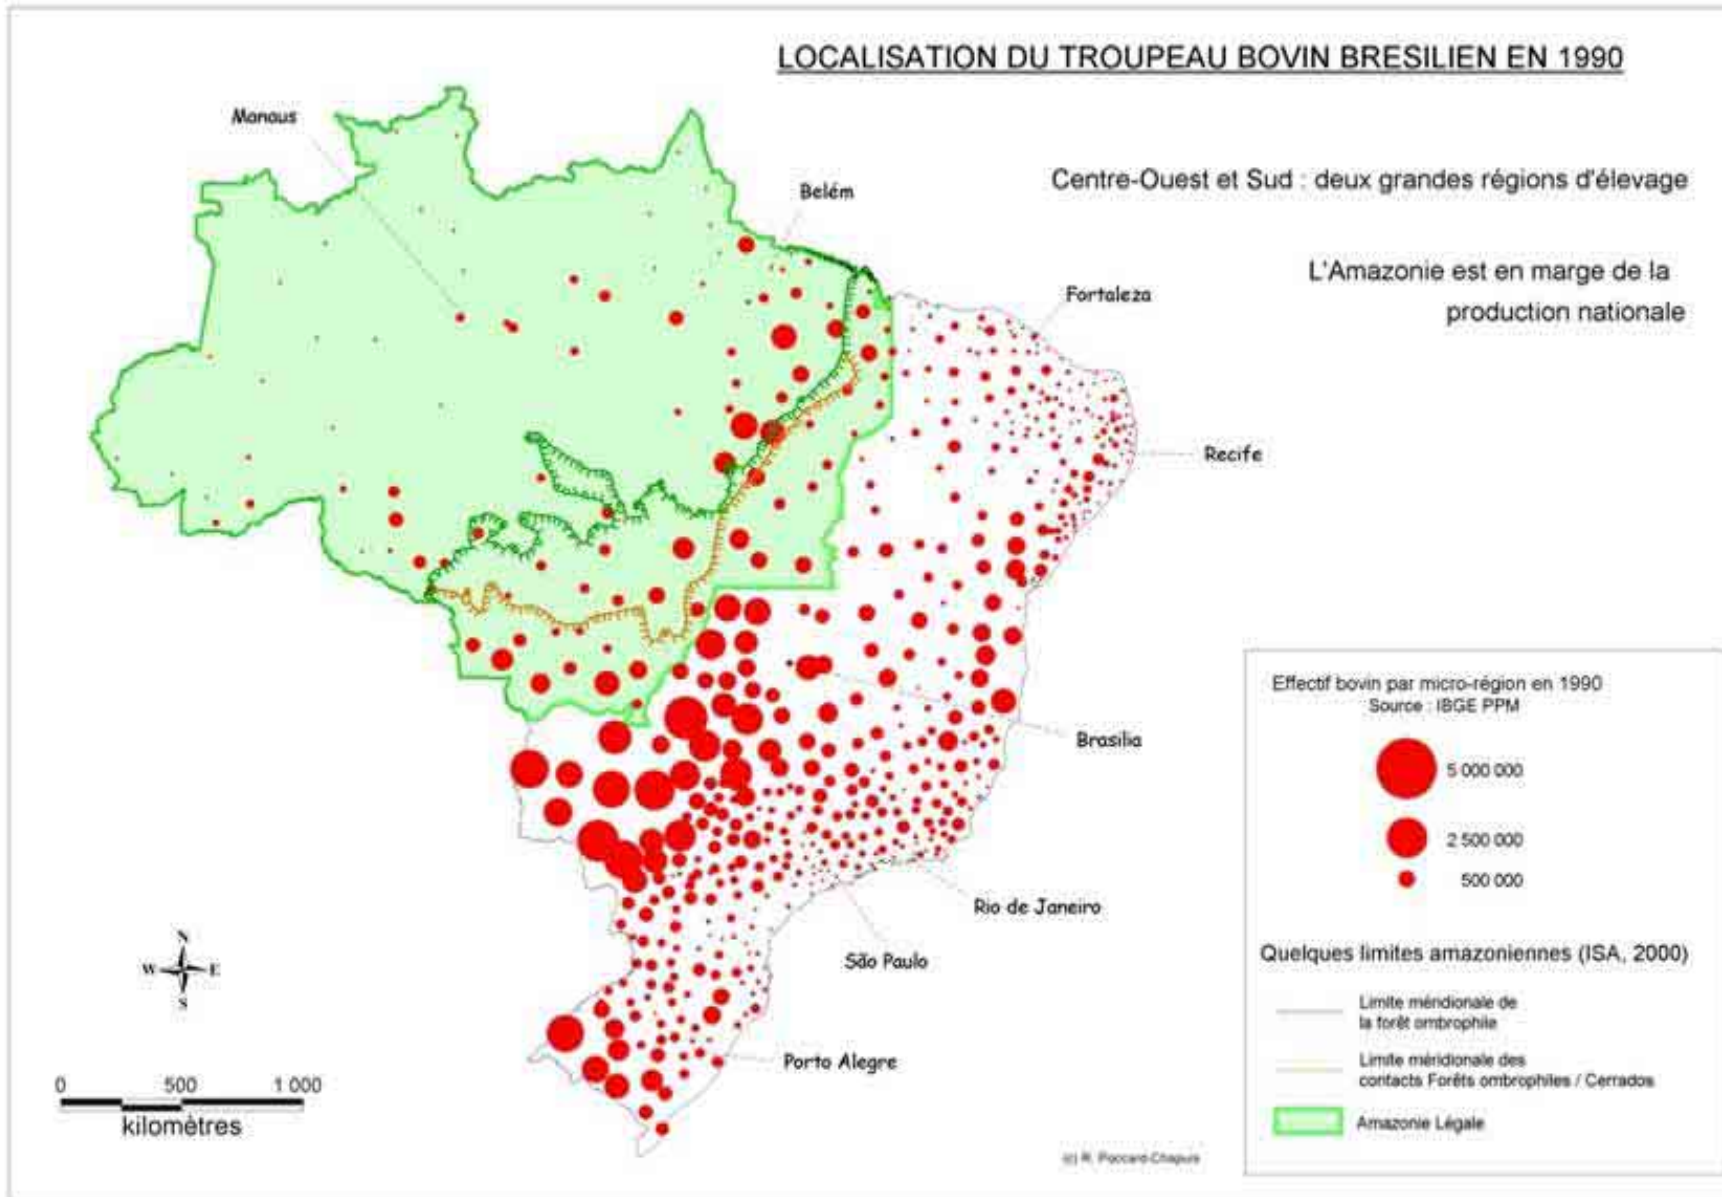 LOCALISATION DU TROUPEAU BOVIN BRESILIEN EN 1990
Manaus
Centre-Ouest et Sud : deux grandes régions d'élevage
Belém
L'Amazonie est en marge de la
production nationale
Fortaleza
Recife
Brasilia
Rio de Janeiro
São Paulo
Porto Alegre
Effectif bovin par micro-région en 1990
Source : IBGE PPM
5 000 000
2 500 000
500 000
Quelques limites amazoniennes (ISA, 2000)
Limite méridionale de
la forêt ombrophile
Limite méridionale des
contacts Forêts ombrophiles / Cerrados
Amazonie Légale
N
W E
S
0 500 1 000
kilomètres
(c) R. Poccard-Chapuis